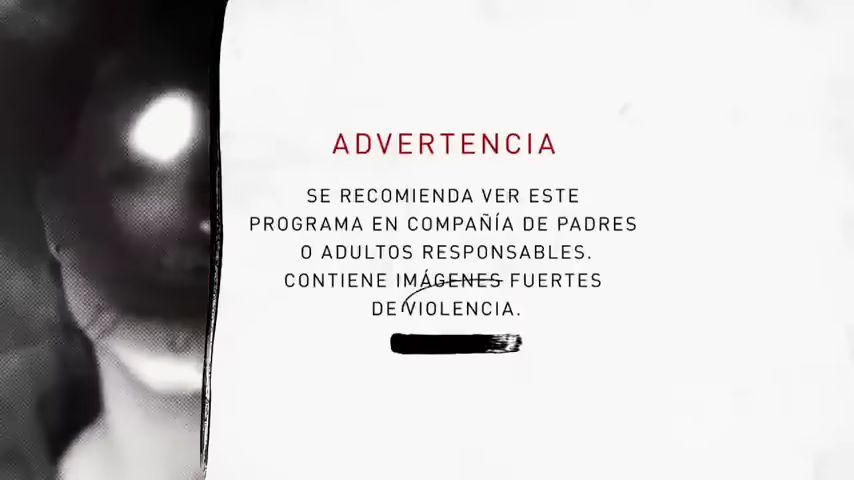 ADVERTENCIA
SE RECOMIENDA VER ESTE
PROGRAMA EN COMPAÑÍA DE PADRES
O ADULTOS RESPONSABLES.
CONTIENE IMÁGENES FUERTES
DE VIOLENCIA.